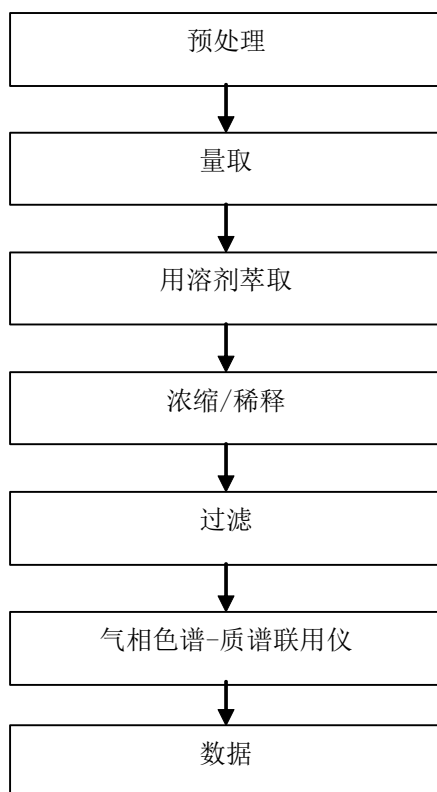 预处理
量取
用溶剂萃取
浓缩/稀释
过滤
气相色谱-质谱联用仪
数据